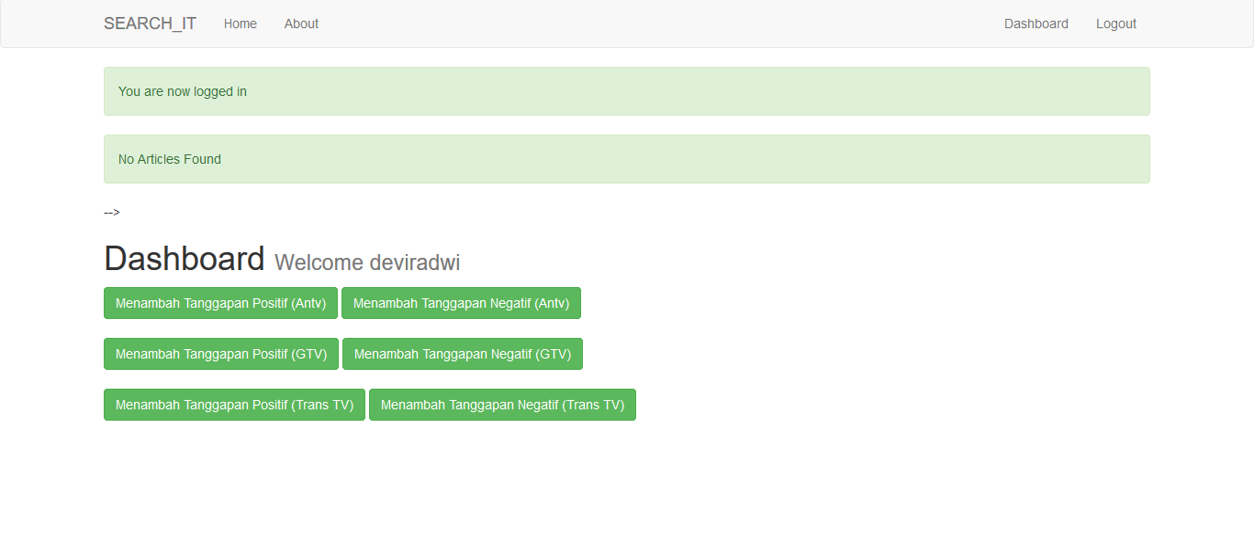 SEARCH_IT Home About Dashboard Logout
You are now logged in
No Articles Found
-->
Dashboard Welcome deviradwi
Menambah Tanggapan Positif (Antv) Menambah Tanggapan Negatif (Antv)
Menambah Tanggapan Positif (GTV) Menambah Tanggapan Negatif (GTV)
Menambah Tanggapan Positif (Trans TV) Menambah Tanggapan Negatif (Trans TV)